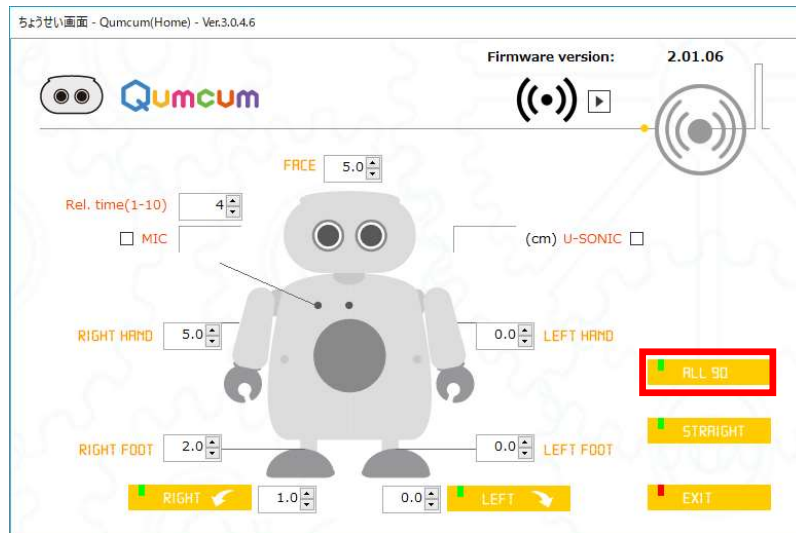 ちょうせい画面 - Qumcum(Home) - Ver.3.0.4.6
Firmware version: 2.01.06
Qumcum
FACE 5.0
Rel. time(1-10) 4
MIC (cm) U-SONIC
RIGHT HAND 5.0 0.0 LEFT HAND
ALL 90
STRAIGHT
RIGHT FOOT 2.0 0.0 LEFT FOOT
RIGHT 1.0 0.0 LEFT EXIT